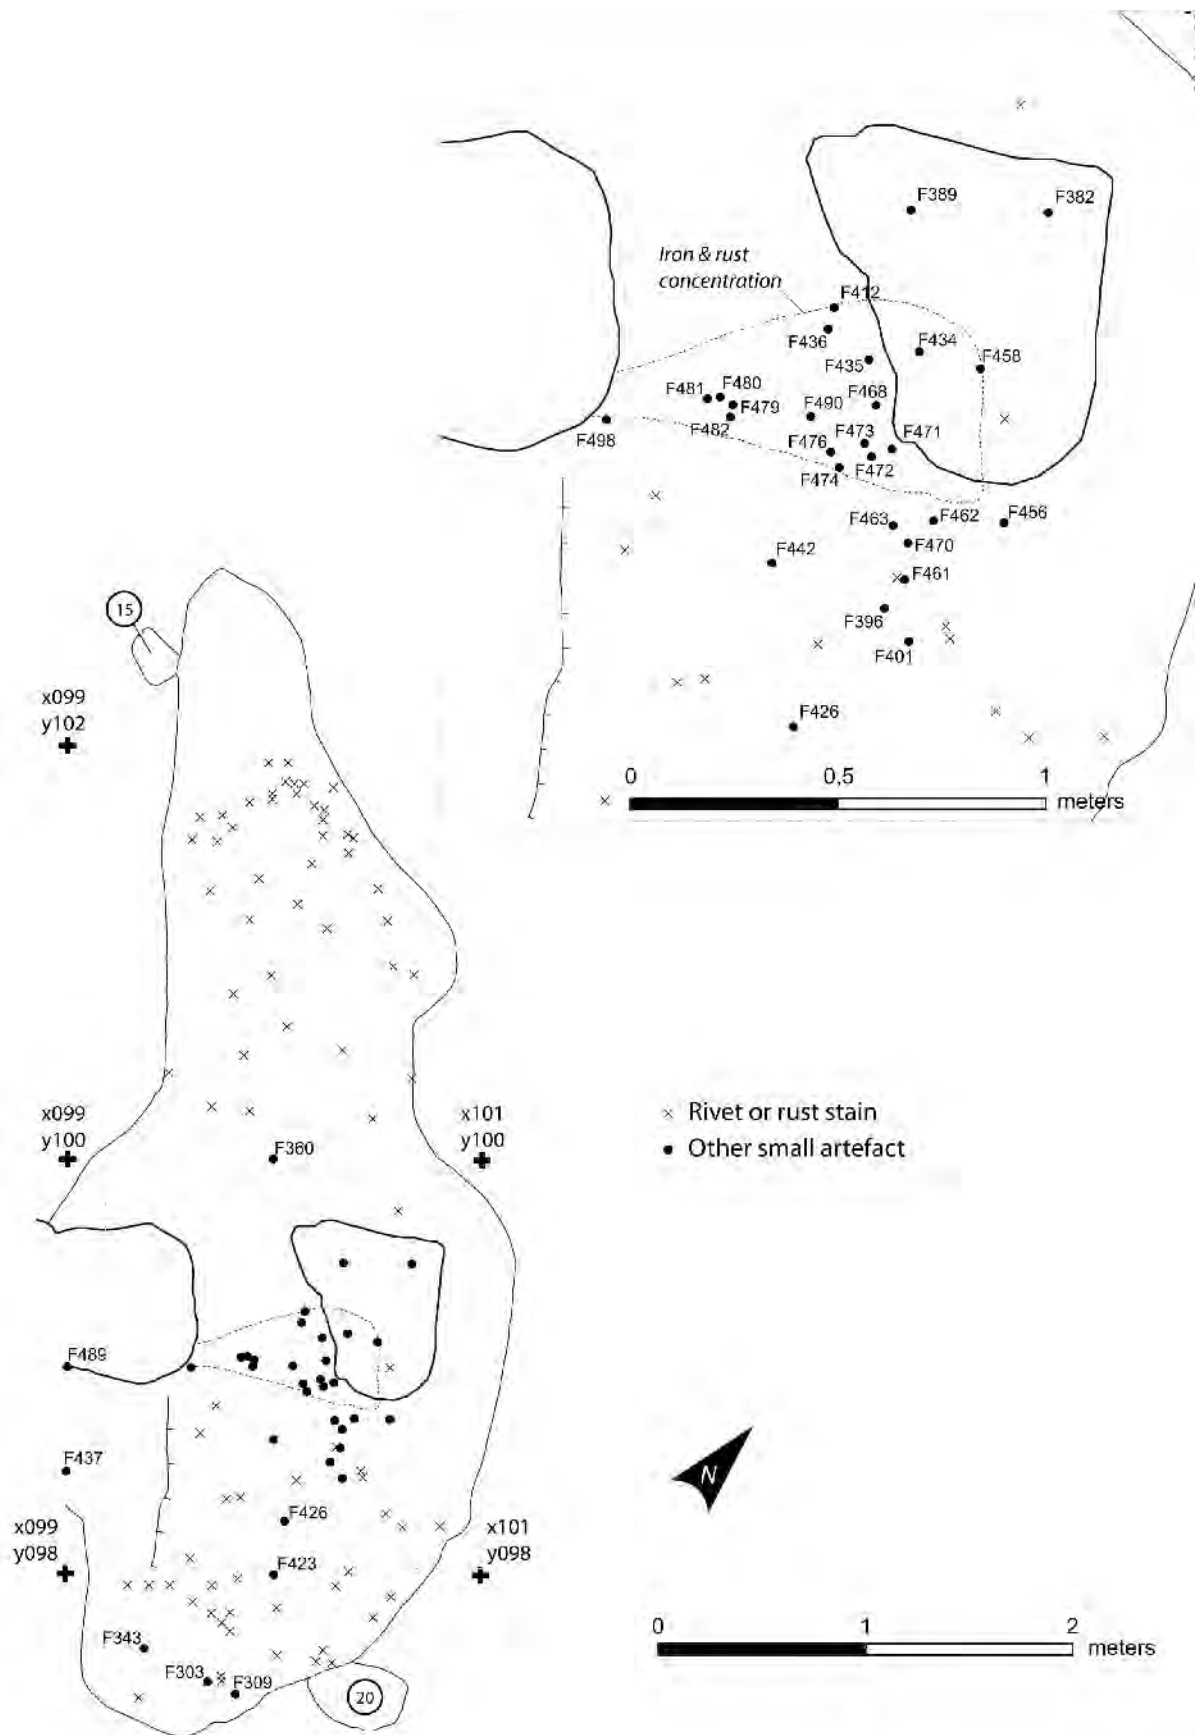 F389
F382
Iron & rust
concentration
F412
F436
F434
F435
F458
F481
F480
F479
F490
F468
F498
F482
F473
F471
F476
F472
F474
F463
F462
F456
F470
F442
F461
F396
F401
F426
0
0,5
1
meters
15
x099
y102
x099
y100
x101
y100
F360
× Rivet or rust stain
• Other small artefact
F489
F437
N
F426
x099
y098
x101
y098
F423
F343
F303
F309
20
0
1
2
meters